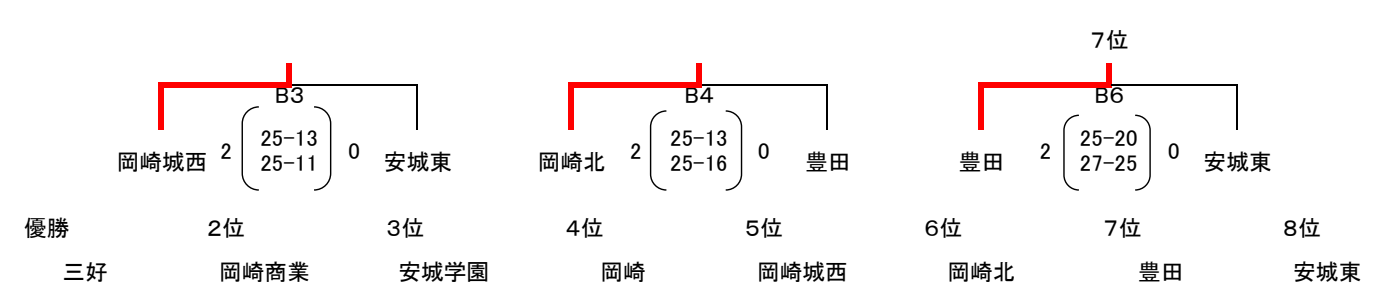 7位
B3 B4 B6
岡崎城西 2 25-13 0 安城東 岡崎北 2 25-13 0 豊田 豊田 2 25-20 0 安城東
25-11 25-16 27-25
優勝 2位 3位 4位 5位 6位 7位 8位
三好 岡崎商業 安城学園 岡崎 岡崎城西 岡崎北 豊田 安城東